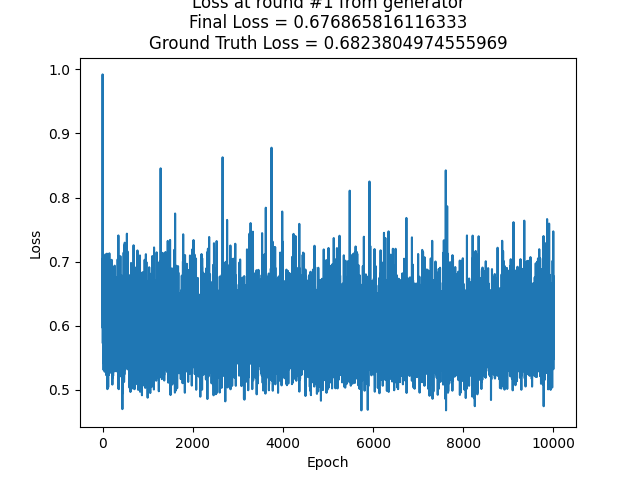 Loss at round #1 from generator
Final Loss = 0.676865816116333
Ground Truth Loss = 0.6823804974555969
1.0
0.9
0.8
0.7
0.6
0.5
Loss
0
2000
4000
6000
8000
10000
Epoch